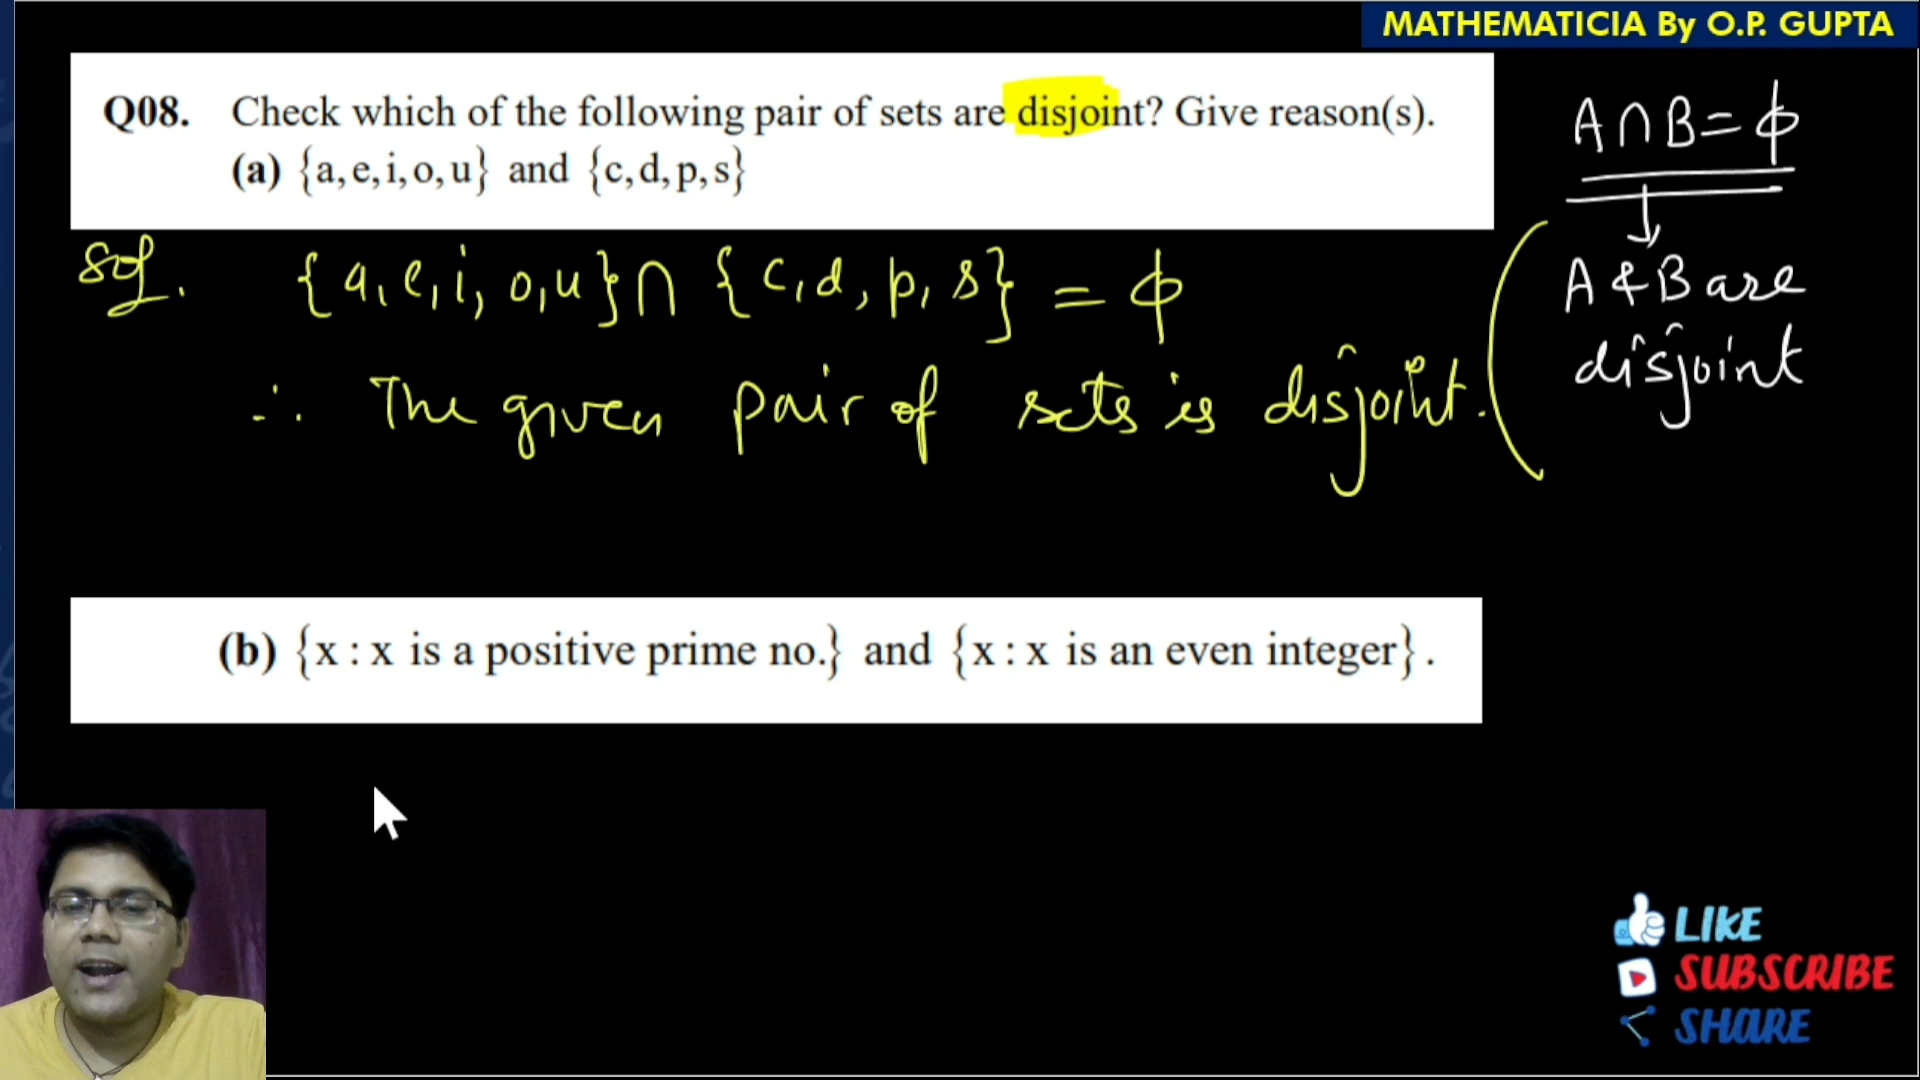 MATHEMATICIA By O.P. GUPTA
Q08. Check which of the following pair of sets are disjoint? Give reason(s).
(a) {a, e, i, o, u} and {c, d, p, s}
A∩B=ϕ
A & B are
disjoint
Sol. {a, e, i, o, u} ∩ {c, d, p, s} = ϕ
∴ The given pair of sets is disjoint.
(b) {x : x is a positive prime no.} and {x : x is an even integer}.
LIKE
SUBSCRIBE
SHARE